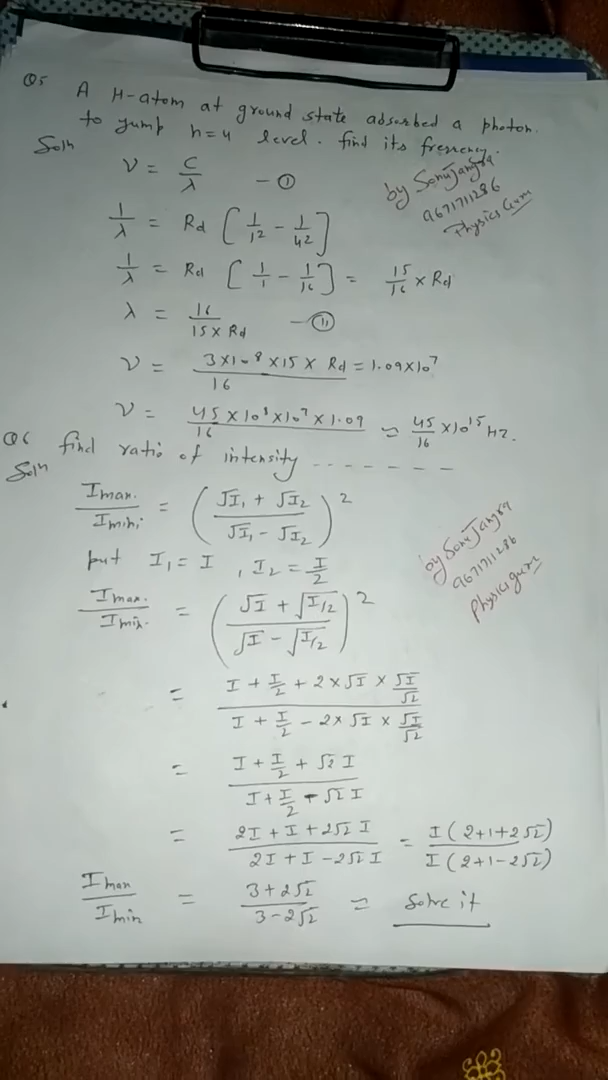 Q5 A H-atom at ground state absorbed a photon.
to jump n=4 level. find its freqency.
Soln
ν = C/λ —①
by Sonu Jangra
9671711286
Physics Guru
1/λ = Rd [1/1² - 1/4²]
1/λ = Rd [1/1 - 1/16] = 15/16 × Rd
λ = 16/15×Rd —⑪
ν = 3×10⁸×15× Rd/16 = 1.09×10⁷
ν = 45×10⁸×10⁷×1.09/16 ≈ 45/16 ×10¹⁵ HZ.
Q6 find ratio of intensity - - - - - - -
Soln
Imax./Imin. = (√I₁ + √I₂/√I₁ - √I₂)²
put I₁ = I , I₂ = I/2
by Sonu Jangra
9671711286
Physics guru
Imax./Imin. = (√I + √I/2/√I - √I/2)²
= I + I/2 + 2×√I × √I/√2/I + I/2 - 2×√I × √I/√2
= I + I/2 + √2 I/I + I/2 - √2 I
= 2I + I + 2√2 I/2I + I - 2√2 I = I(2+1+2√2)/I(2+1-2√2)
Imax/Imin = 3+2√2/3-2√2 = Solve it